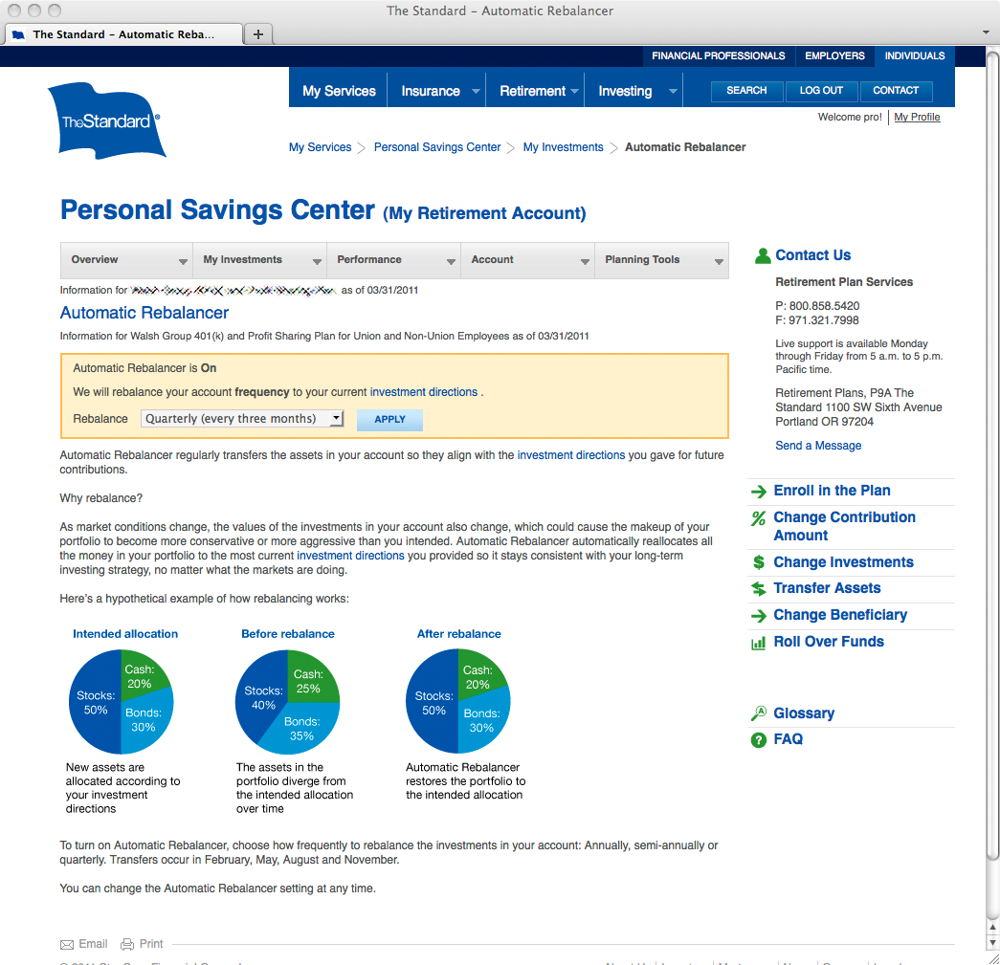 The Standard – Automatic Rebalancer
The Standard – Automatic Reba...
FINANCIAL PROFESSIONALS EMPLOYERS INDIVIDUALS
My Services Insurance Retirement Investing SEARCH LOG OUT CONTACT
TheStandard®
Welcome pro! My Profile
My Services Personal Savings Center My Investments Automatic Rebalancer
Personal Savings Center (My Retirement Account)
Overview My Investments Performance Account Planning Tools
Information for as of 03/31/2011
Automatic Rebalancer
Information for Walsh Group 401(k) and Profit Sharing Plan for Union and Non-Union Employees as of 03/31/2011
Automatic Rebalancer is On
We will rebalance your account frequency to your current investment directions .
Rebalance Quarterly (every three months) APPLY
Automatic Rebalancer regularly transfers the assets in your account so they align with the investment directions you gave for future
contributions.
Why rebalance?
As market conditions change, the values of the investments in your account also change, which could cause the makeup of your
portfolio to become more conservative or more aggressive than you intended. Automatic Rebalancer automatically reallocates all
the money in your portfolio to the most current investment directions you provided so it stays consistent with your long-term
investing strategy, no matter what the markets are doing.
Here's a hypothetical example of how rebalancing works:
Intended allocation
Cash:
20%
Stocks:
50%
Bonds:
30%
New assets are
allocated according to
your investment
directions
Before rebalance
Cash:
25%
Stocks:
40%
Bonds:
35%
The assets in the
portfolio diverge from
the intended allocation
over time
After rebalance
Cash:
20%
Stocks:
50%
Bonds:
30%
Automatic Rebalancer
restores the portfolio to
the intended allocation
To turn on Automatic Rebalancer, choose how frequently to rebalance the investments in your account: Annually, semi-annually or
quarterly. Transfers occur in February, May, August and November.
You can change the Automatic Rebalancer setting at any time.
Contact Us
Retirement Plan Services
P: 800.858.5420
F: 971.321.7998
Live support is available Monday
through Friday from 5 a.m. to 5 p.m.
Pacific time.
Retirement Plans, P9A The
Standard 1100 SW Sixth Avenue
Portland OR 97204
Send a Message
Enroll in the Plan
Change Contribution
Amount
Change Investments
Transfer Assets
Change Beneficiary
Roll Over Funds
Glossary
FAQ
Email Print